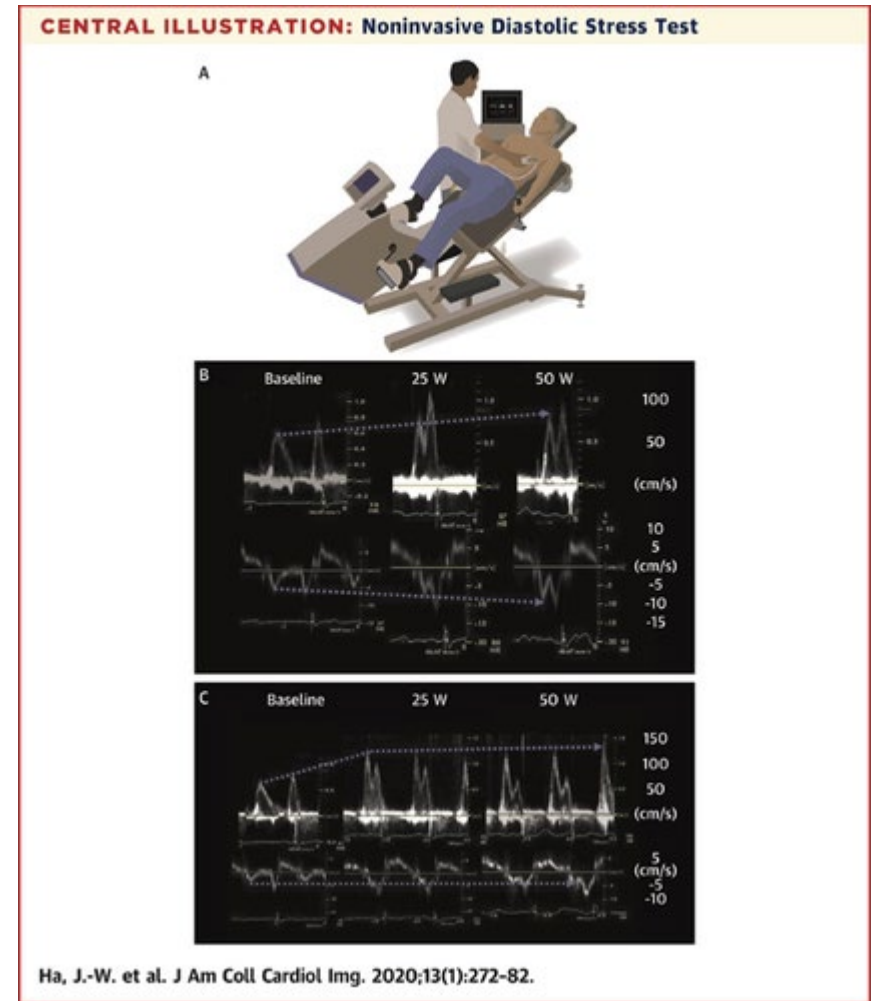 CENTRAL ILLUSTRATION: Noninvasive Diastolic Stress Test
A
B
Baseline 25 W 50 W
100
50
(cm/s)
10
5
(cm/s)
-5
-10
-15
C
Baseline 25 W 50 W
150
100
50
(cm/s)
5
(cm/s)
-5
-10
Ha, J.-W. et al. J Am Coll Cardiol Img. 2020;13(1):272–82.